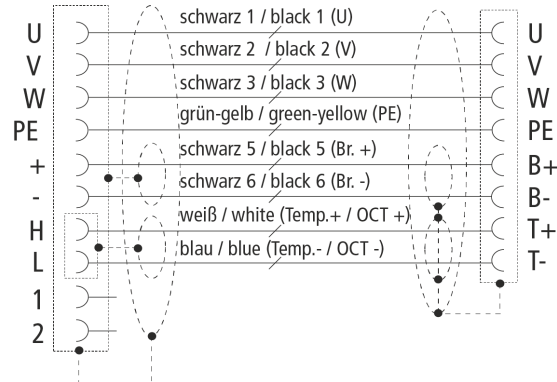 U schwarz 1 / black 1 (U) U
V schwarz 2 / black 2 (V) V
W schwarz 3 / black 3 (W) W
PE grün-gelb / green-yellow (PE) PE
+ schwarz 5 / black 5 (Br. +) B+
- schwarz 6 / black 6 (Br. -) B-
H weiß / white (Temp.+ / OCT +) T+
L blau / blue (Temp.- / OCT -) T-
1
2